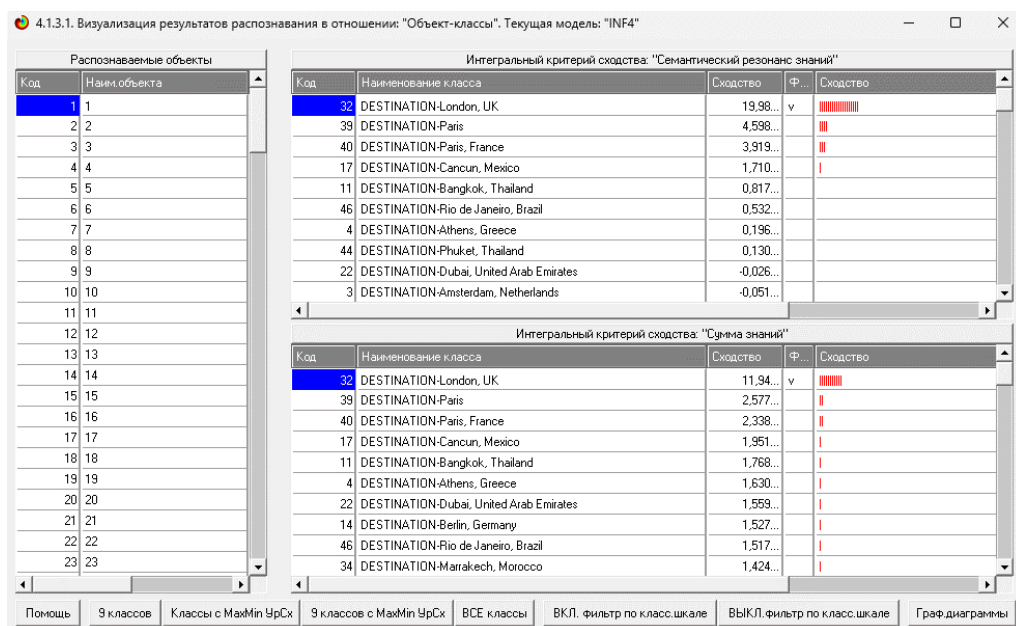 4.1.3.1. Визуализация результатов распознавания в отношении: "Объект-классы". Текущая модель: "INF4"
Распознаваемые объекты
Код Наим.объекта
1 1
2 2
3 3
4 4
5 5
6 6
7 7
8 8
9 9
10 10
11 11
12 12
13 13
14 14
15 15
16 16
17 17
18 18
19 19
20 20
21 21
22 22
23 23
Интегральный критерий сходства: "Семантический резонанс знаний"
Код Наименование класса Сходство Ф... Сходство
32 DESTINATION-London, UK 19,98... v
39 DESTINATION-Paris 4,598...
40 DESTINATION-Paris, France 3,919...
17 DESTINATION-Cancun, Mexico 1,710...
11 DESTINATION-Bangkok, Thailand 0,817...
46 DESTINATION-Rio de Janeiro, Brazil 0,532...
4 DESTINATION-Athens, Greece 0,196...
44 DESTINATION-Phuket, Thailand 0,130...
22 DESTINATION-Dubai, United Arab Emirates -0,026...
3 DESTINATION-Amsterdam, Netherlands -0,051...
Интегральный критерий сходства: "Сумма знаний"
Код Наименование класса Сходство Ф... Сходство
32 DESTINATION-London, UK 11,94... v
39 DESTINATION-Paris 2,577...
40 DESTINATION-Paris, France 2,338...
17 DESTINATION-Cancun, Mexico 1,951...
11 DESTINATION-Bangkok, Thailand 1,768...
4 DESTINATION-Athens, Greece 1,630...
22 DESTINATION-Dubai, United Arab Emirates 1,559...
14 DESTINATION-Berlin, Germany 1,527...
46 DESTINATION-Rio de Janeiro, Brazil 1,517...
34 DESTINATION-Marrakech, Morocco 1,424...
Помощь 9 классов Классы с MaxMin УрСх 9 классов с MaxMin УрСх ВСЕ классы ВКЛ. фильтр по класс.шкале ВЫКЛ.фильтр по класс.шкале Граф.диаграммы